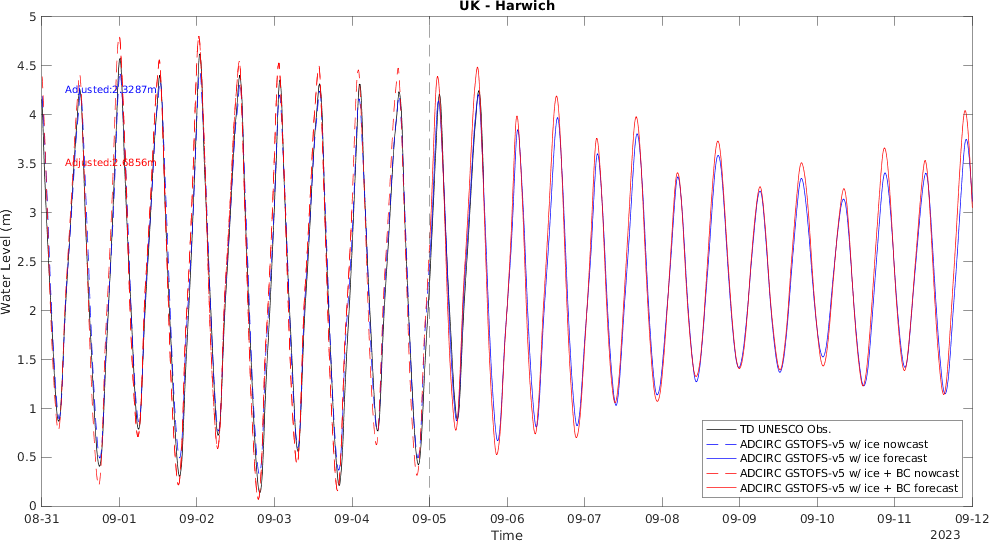 UK - Harwich
5
4.5
4
3.5
3
2.5
2
1.5
1
0.5
0
Water Level (m)
Adjusted:2.3287m
Adjusted:2.6856m
TD UNESCO Obs.
ADCIRC GSTOFS-v5 w/ ice nowcast
ADCIRC GSTOFS-v5 w/ ice forecast
ADCIRC GSTOFS-v5 w/ ice + BC nowcast
ADCIRC GSTOFS-v5 w/ ice + BC forecast
08-31 09-01 09-02 09-03 09-04 09-05 09-06 09-07 09-08 09-09 09-10 09-11 09-12
Time
2023